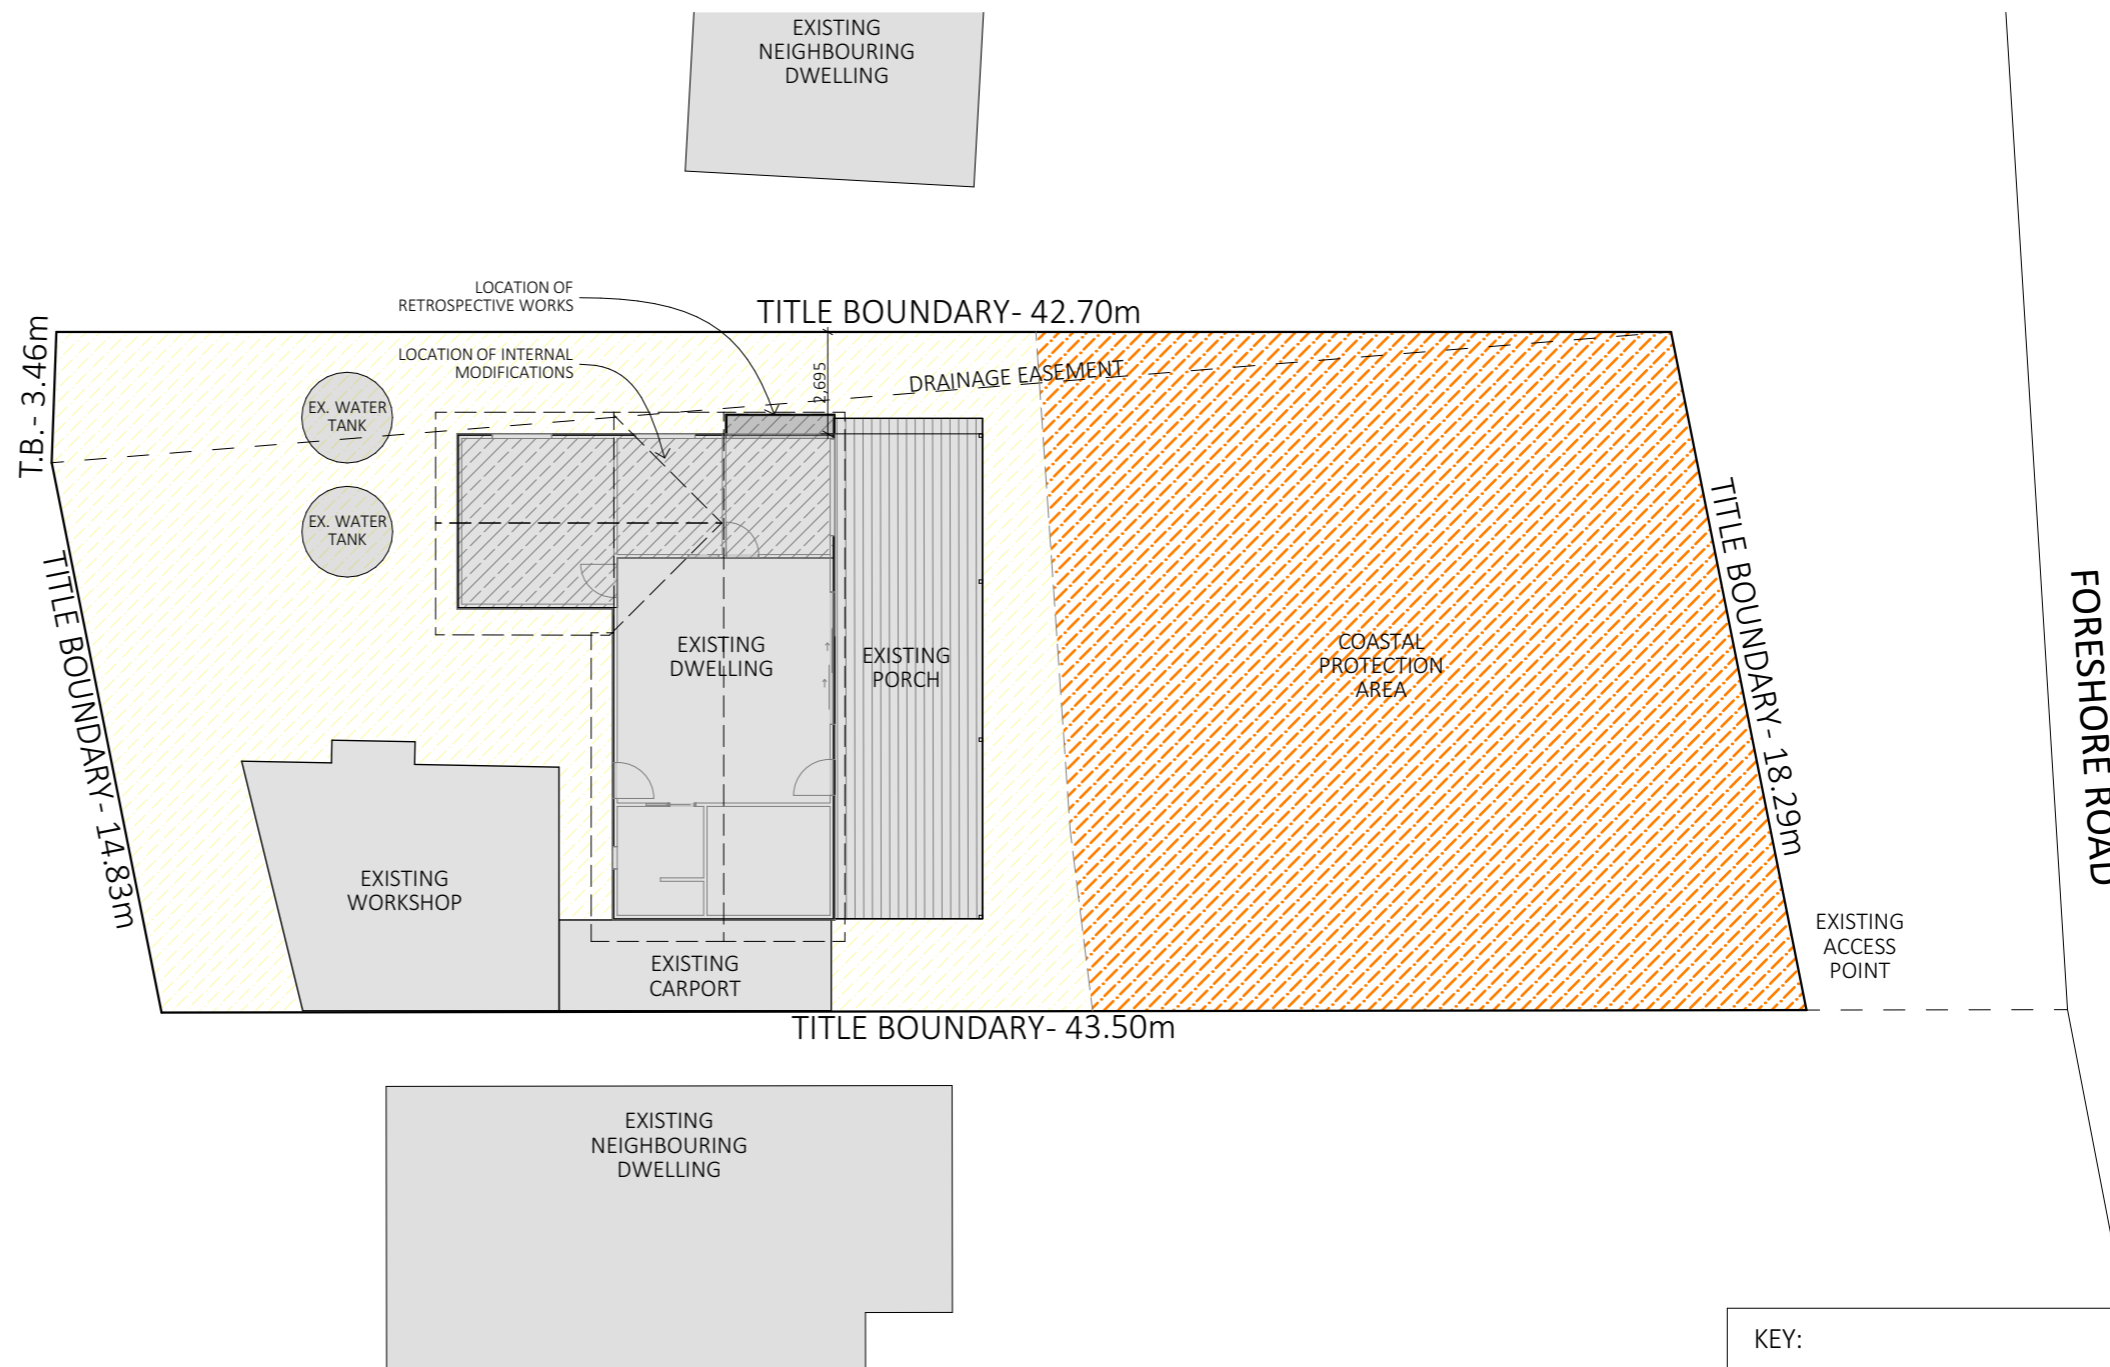 EXISTING
NEIGHBOURING
DWELLING
LOCATION OF
RETROSPECTIVE WORKS
TITLE BOUNDARY- 42.70m
T.B.- 3.46m
LOCATION OF INTERNAL
MODIFICATIONS
2,695
DRAINAGE EASEMENT
EX. WATER
TANK
EX. WATER
TANK
TITLE BOUNDARY- 14.83m
EXISTING
DWELLING
EXISTING
PORCH
COASTAL
PROTECTION
AREA
TITLE BOUNDARY- 18.29m
FORESHORE ROAD
EXISTING
WORKSHOP
EXISTING
CARPORT
EXISTING
ACCESS
POINT
TITLE BOUNDARY- 43.50m
EXISTING
NEIGHBOURING
DWELLING
KEY: